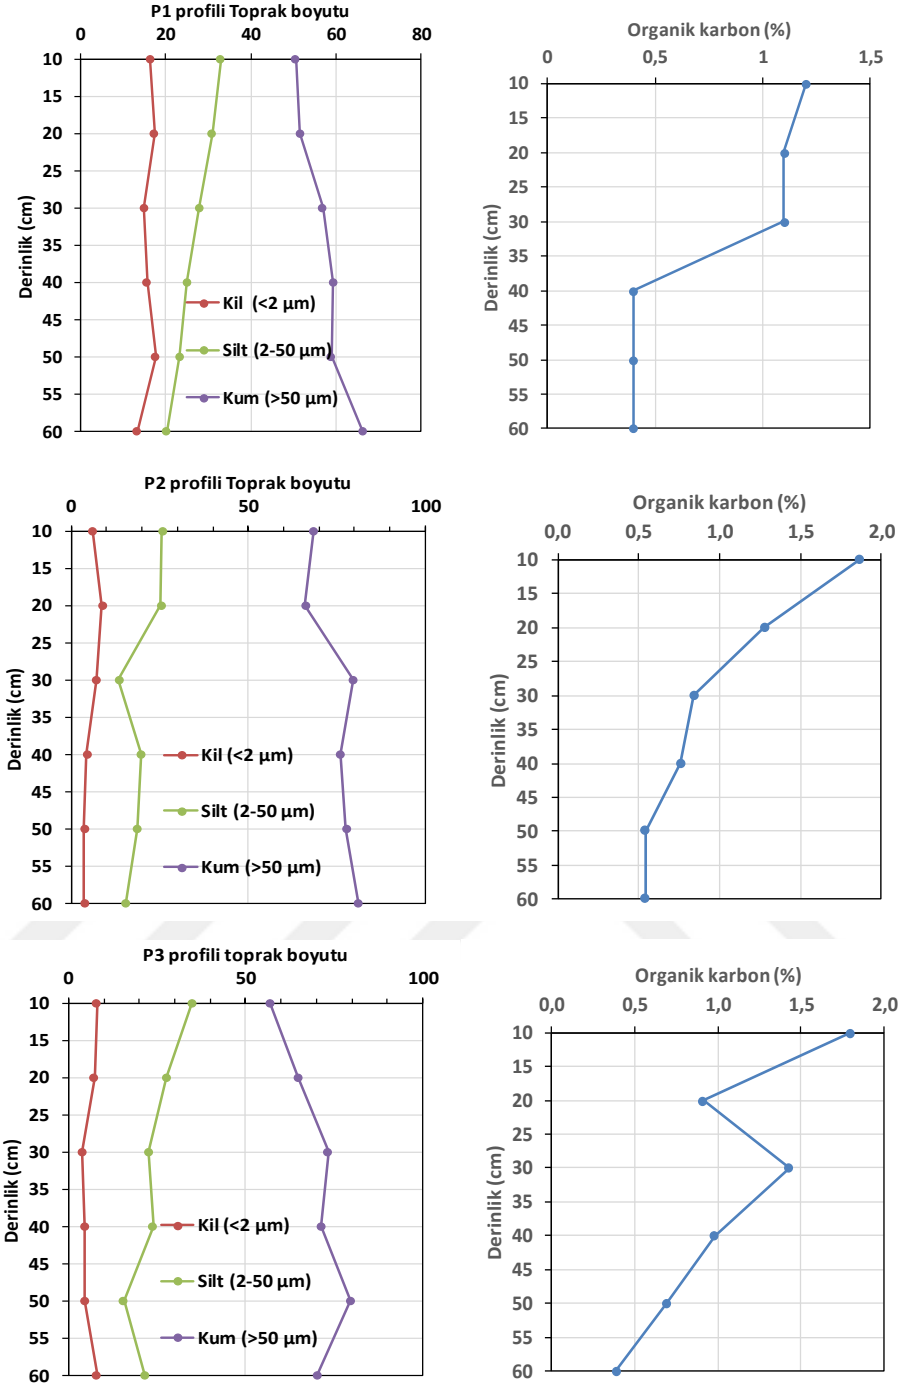 P1 profili Toprak boyutu
0 20 40 60 80
10
15
20
25
30
35
40
45
50
55
60
Derinlik (cm)
Kil (<2 µm)
Silt (2-50 µm)
Kum (>50 µm)
Organik karbon (%)
0 0,5 1 1,5
10
15
20
25
30
35
40
45
50
55
60
Derinlik (cm)
P2 profili Toprak boyutu
0 50 100
10
15
20
25
30
35
40
45
50
55
60
Derinlik (cm)
Kil (<2 µm)
Silt (2-50 µm)
Kum (>50 µm)
Organik karbon (%)
0,0 0,5 1,0 1,5 2,0
10
15
20
25
30
35
40
45
50
55
60
Derinlik (cm)
P3 profili toprak boyutu
0 50 100
10
15
20
25
30
35
40
45
50
55
60
Derinlik (cm)
Kil (<2 µm)
Silt (2-50 µm)
Kum (>50 µm)
Organik karbon (%)
0,0 0,5 1,0 1,5 2,0
10
15
20
25
30
35
40
45
50
55
60
Derinlik (cm)